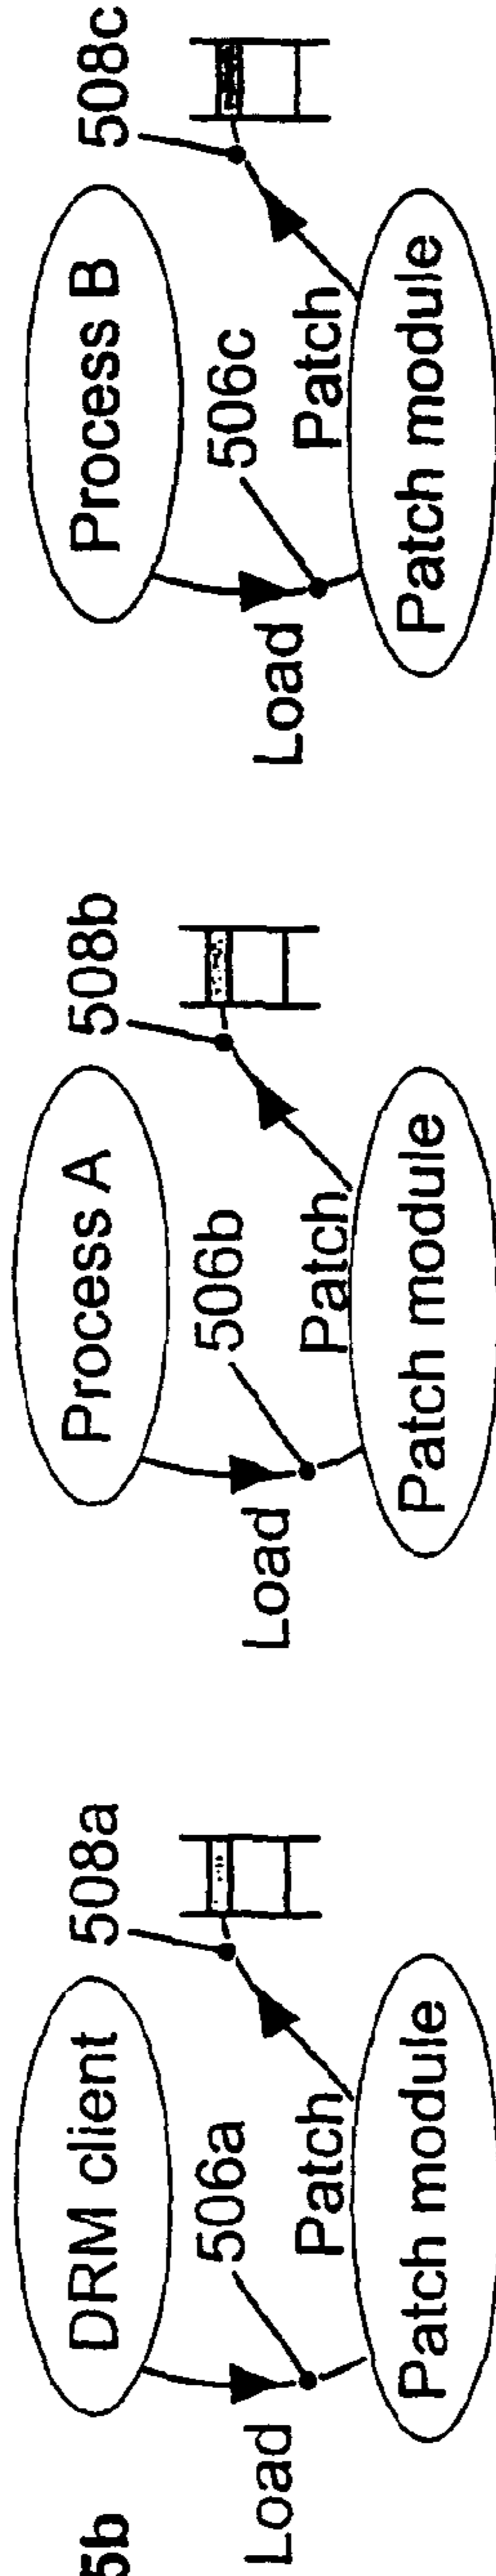 5b
DRM client
508a
506a
Load
Patch
Patch module
Process A
508b
506b
Load
Patch
Patch module
Process B
508c
506c
Load
Patch
Patch module